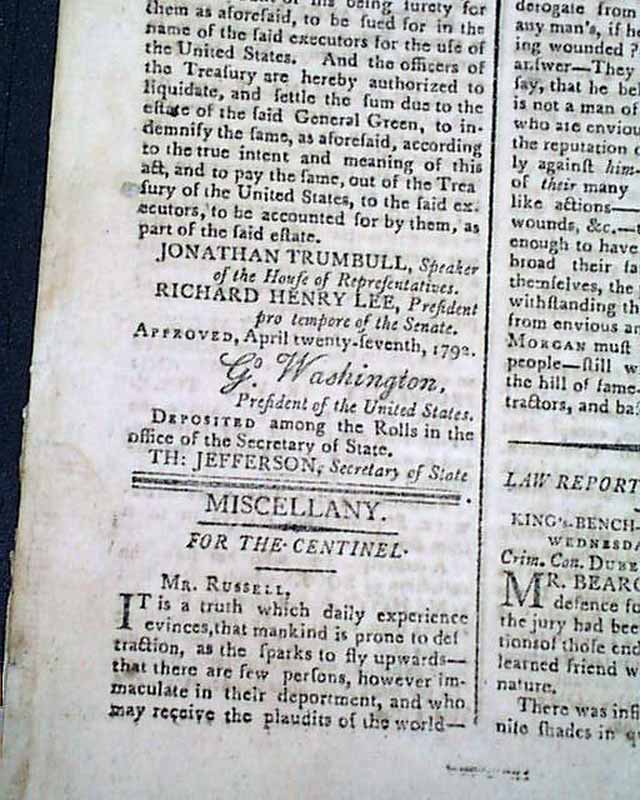 of his being surety for
them as aforesaid, to be sued for in the
name of the said executors for the use of
the United States. And the officers of
the Treasury are hereby authorized to
liquidate, and settle the sum due to the
estate of the said General Green, to in-
demnify the same, as aforesaid, according
to the true intent and meaning of this
act, and to pay the same, out of the Trea
sury of the United States, to the said ex.
ecutors, to be accounted for by them, as
part of the said estate.
JONATHAN TRUMBULL, Speaker
of the House of Representatives.
RICHARD HENRY LEE, President
pro tempore of the Senate.
APPROVED, April twenty-seventh, 1792.
Go. Washington,
President of the United States.
DEPOSITED among the Rolls in the
office of the Secretary of State.
TH: JEFFERSON, Secretary of State
MISCELLANY.
FOR THE CENTINEL.
MR. RUSSELL,
IT is a truth which daily experience
evinces, that mankind is prone to det
traction, as the sparks to fly upwards—
that there are few persons, however im-
maculate in their deportment, and who
may receive the plaudits of the world—
derogate from
any man's, if he
ing wounded?
answer—They
say, that he bel
is not a man of
who are enviou
the reputation o
ly against him-
of their many
like actions—
wounds, &c.—t
enough to have
broad their fa
themselves, the
withstanding th
from envious an
MORGAN must
people—still w
the hill of fame-
tractors, and ba
LAW REPORT
KING's-BENCH
WEDNESDA
Crim. Con. DUBE
MR. BEARC
defence fo
the jury had bee
tions of those end
learned friend w
nature.
There was infi
nite shades in qu